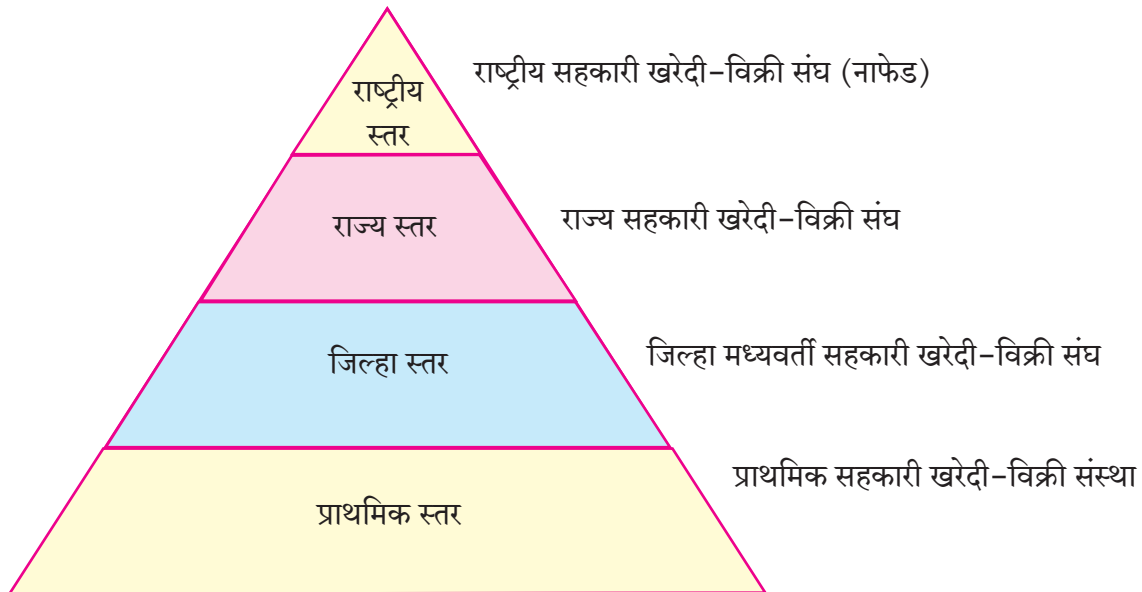 राष्ट्रीय
स्तर
राष्ट्रीय सहकारी खरेदी–विक्री संघ (नाफेड)
राज्य स्तर
राज्य सहकारी खरेदी–विक्री संघ
जिल्हा स्तर
जिल्हा मध्यवर्ती सहकारी खरेदी–विक्री संघ
प्राथमिक स्तर
प्राथमिक सहकारी खरेदी–विक्री संस्था